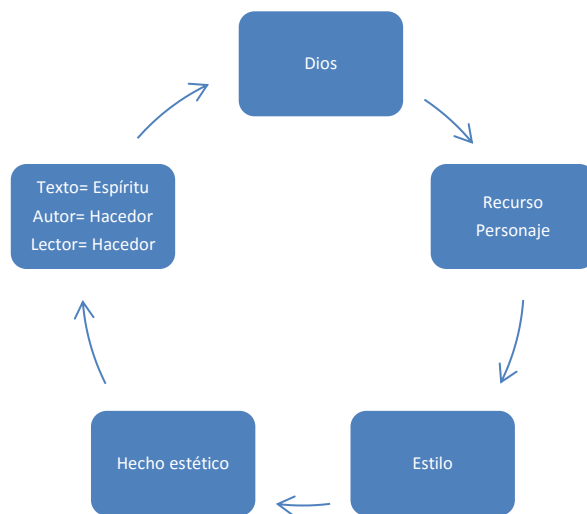 Dios
Recurso
Personaje
Estilo
Hecho estético
Texto= Espíritu
Autor= Hacedor
Lector= Hacedor